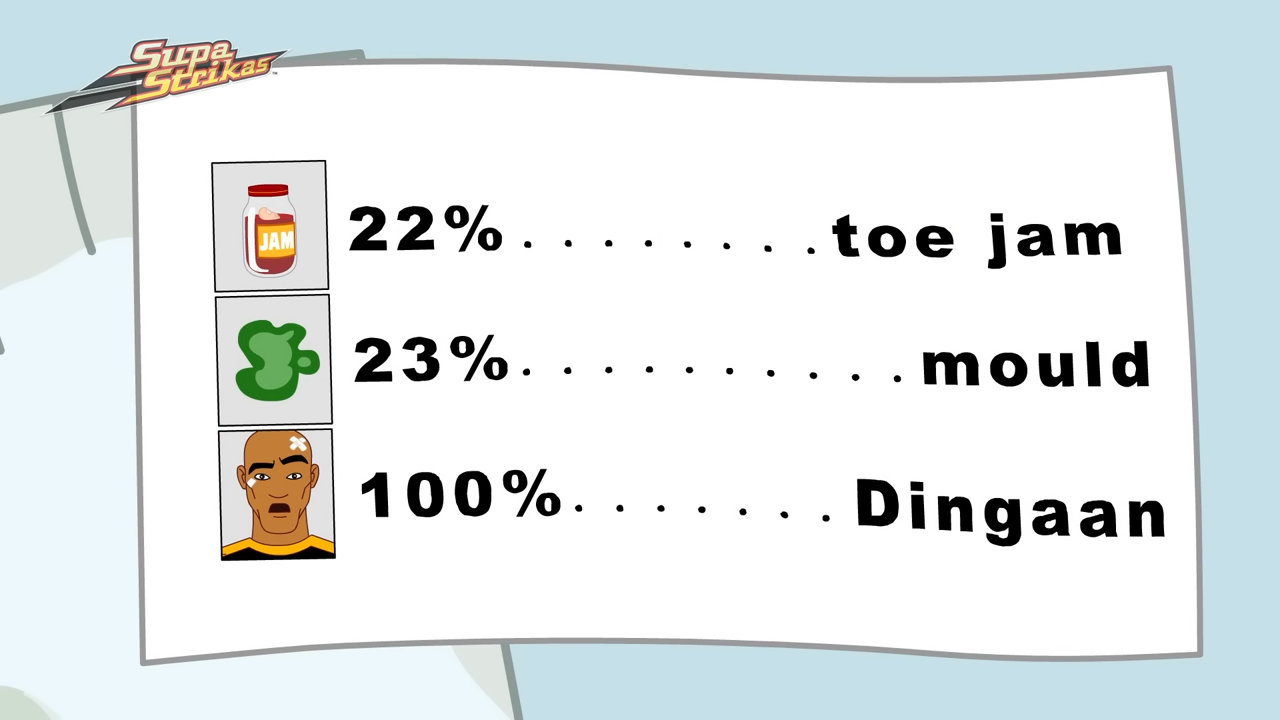 Supa
Strikas
JAM
22%........toe jam
23%..........mould
100%.......Dingaan